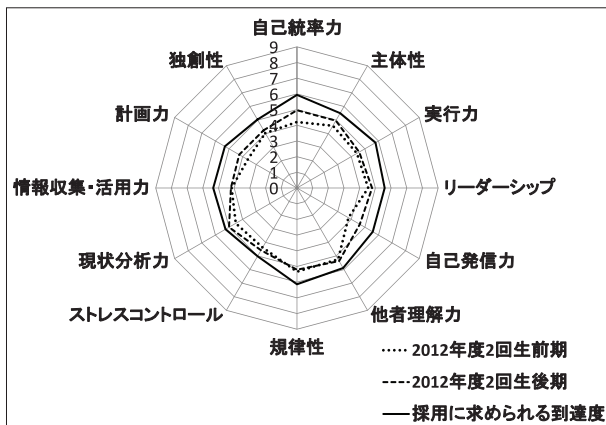 自己統率力
主体性
実行力
リーダーシップ
自己発信力
他者理解力
規律性
ストレスコントロール
現状分析力
情報収集・活用力
計画力
独創性
9
8
7
6
5
4
3
2
1
0
2012年度2回生前期
2012年度2回生後期
採用に求められる到達度